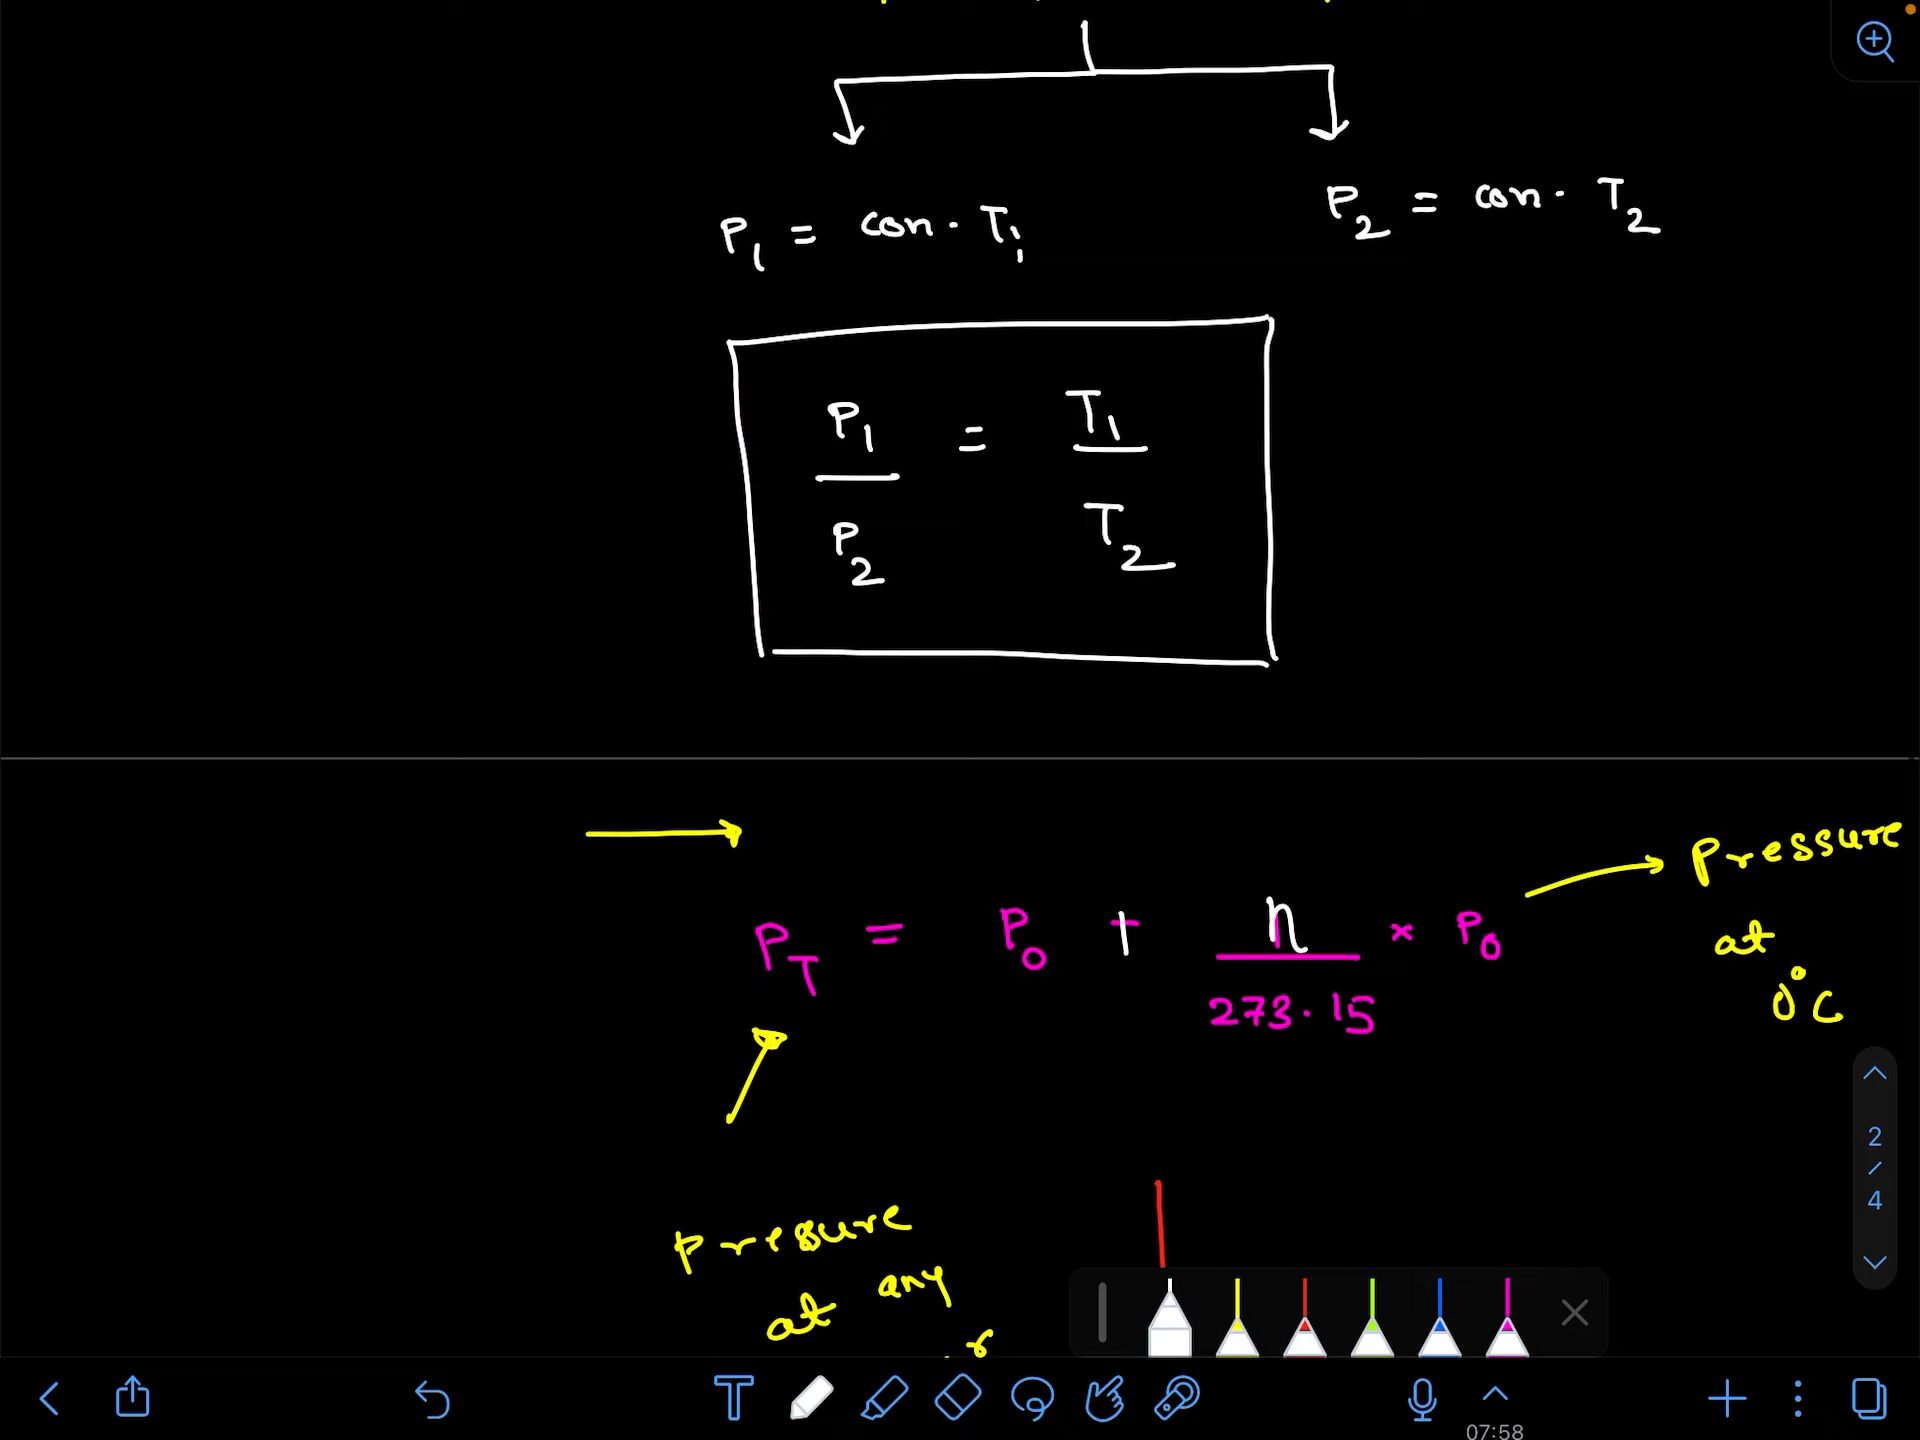 P₁ = con. T₁
P₂ = con. T₂
P₁/P₂ = T₁/T₂
P_T = P₀ + n/273.15 × P₀
Pressure
at
0°C
Pressure
at any
2
/
4
07:58